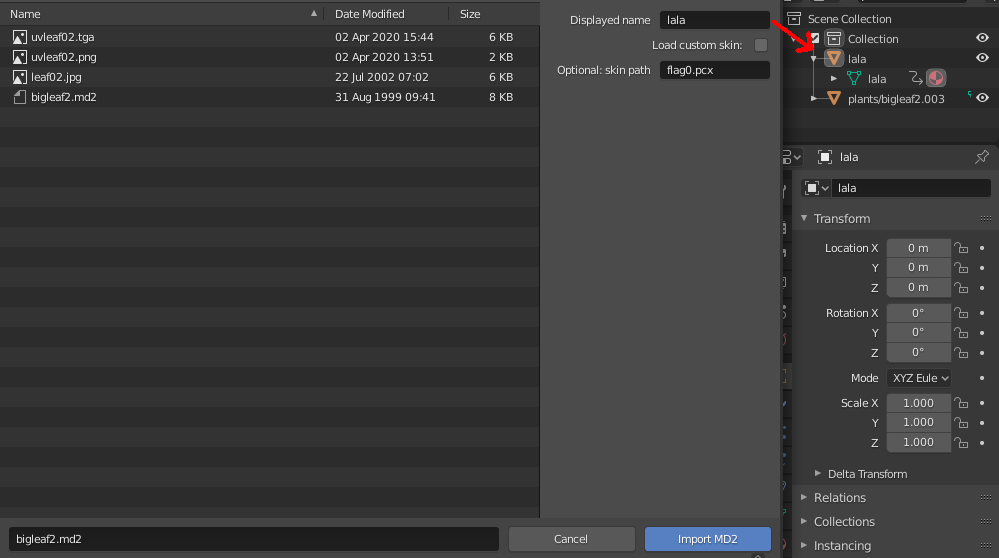 Name Date Modified Size
uvleaf02.tga 02 Apr 2020 15:44 6 KB
uvleaf02.png 02 Apr 2020 13:51 2 KB
leaf02.jpg 22 Jul 2002 07:02 6 KB
bigleaf2.md2 31 Aug 1999 09:41 8 KB
bigleaf2.md2
Displayed name lala
Load custom skin:
Optional: skin path flag0.pcx
Cancel Import MD2
Scene Collection
Collection
lala
lala
plants/bigleaf2.003
lala
lala
Transform
Location X 0 m
Y 0 m
Z 0 m
Rotation X 0°
Y 0°
Z 0°
Mode XYZ Eule
Scale X 1.000
Y 1.000
Z 1.000
Delta Transform
Relations
Collections
Instancing